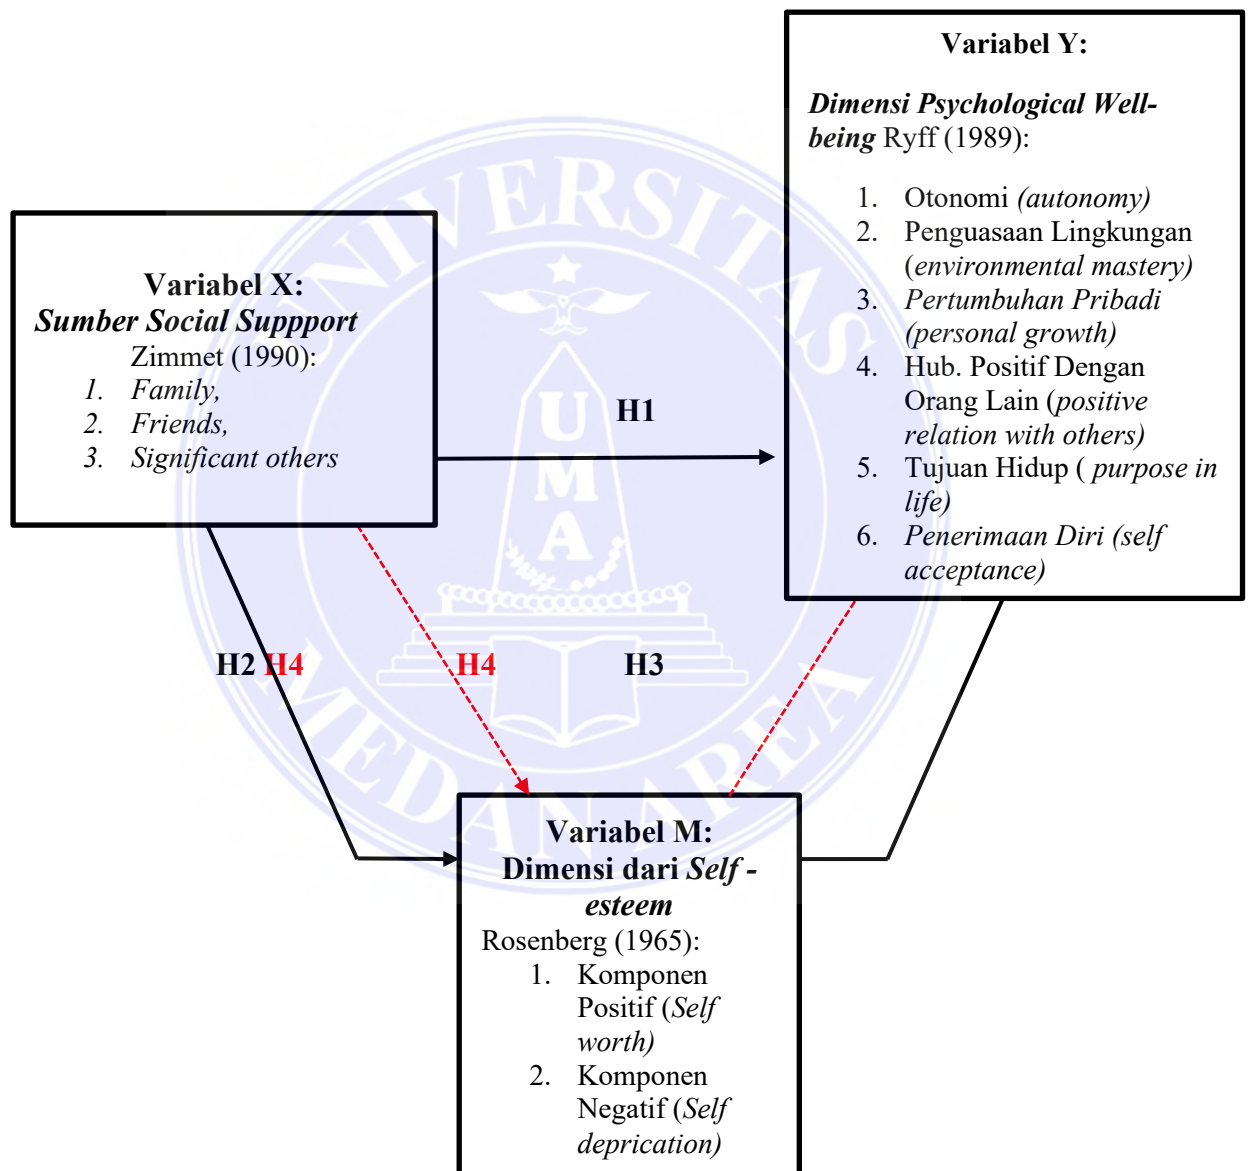 Variabel Y:
Dimensi Psychological Well-
being Ryff (1989):
1. Otonomi (autonomy)
2. Penguasaan Lingkungan
(environmental mastery)
3. Pertumbuhan Pribadi
(personal growth)
4. Hub. Positif Dengan
Orang Lain (positive
relation with others)
5. Tujuan Hidup ( purpose in
life)
6. Penerimaan Diri (self
acceptance)
Variabel X:
Sumber Social Suppport
Zimmet (1990):
1. Family,
2. Friends,
3. Significant others
H1
H2 H4
H4
H3
Variabel M:
Dimensi dari Self -
esteem
Rosenberg (1965):
1. Komponen
Positif (Self
worth)
2. Komponen
Negatif (Self
deprication)
UNIVERSITAS
UMA
MEDAN AREA